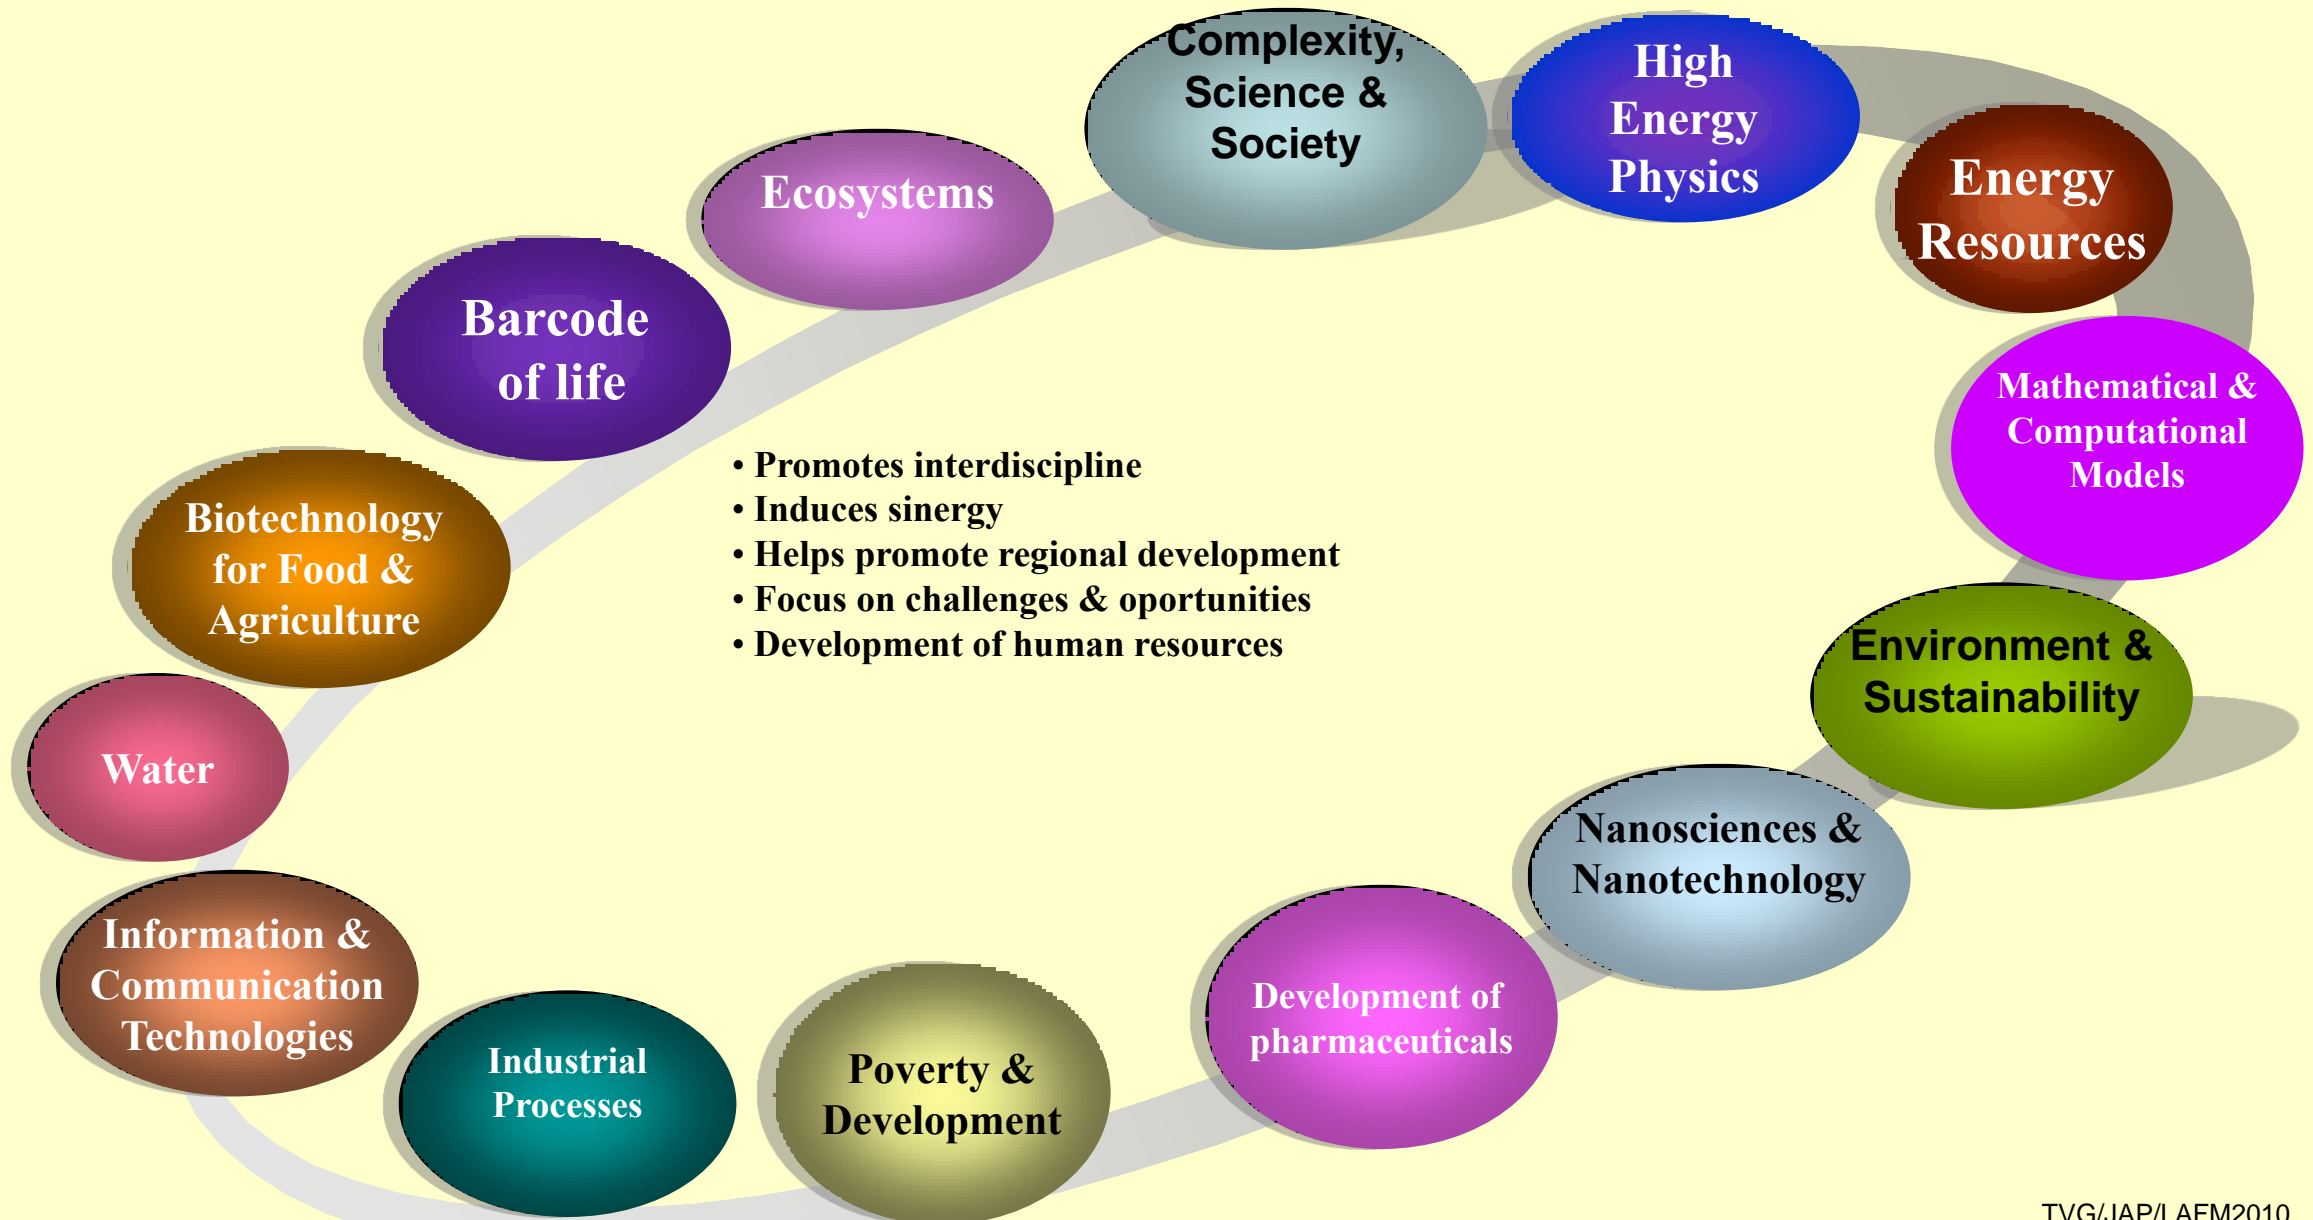 Complexity,
Science &
Society
High
Energy
Physics
Energy
Resources
Ecosystems
Barcode
of life
Mathematical &
Computational
Models
• Promotes interdiscipline
• Induces sinergy
• Helps promote regional development
• Focus on challenges & oportunities
• Development of human resources
Biotechnology
for Food &
Agriculture
Environment &
Sustainability
Water
Nanosciences &
Nanotechnology
Information &
Communication
Technologies
Development of
pharmaceuticals
Industrial
Processes
Poverty &
Development
TVG/JAP/LAFM2010